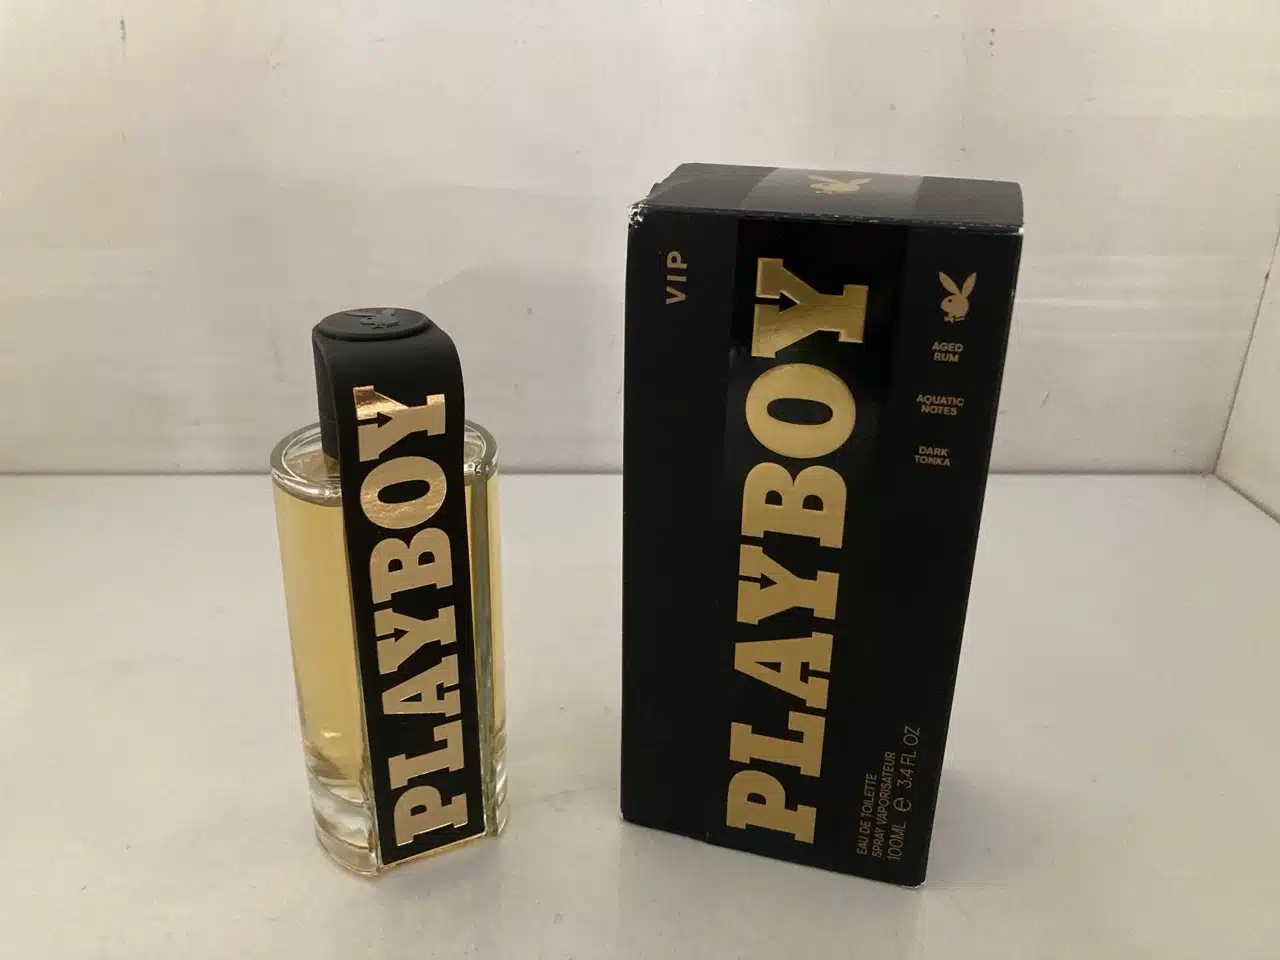 PLAYBOY
VIP
PLAYBOY
AGED
RUM
AQUATIC
NOTES
DARK
TONKA
EAU DE TOILETTE
SPRAY VAPORISATEUR
100ML ℮ 3.4 FL OZ